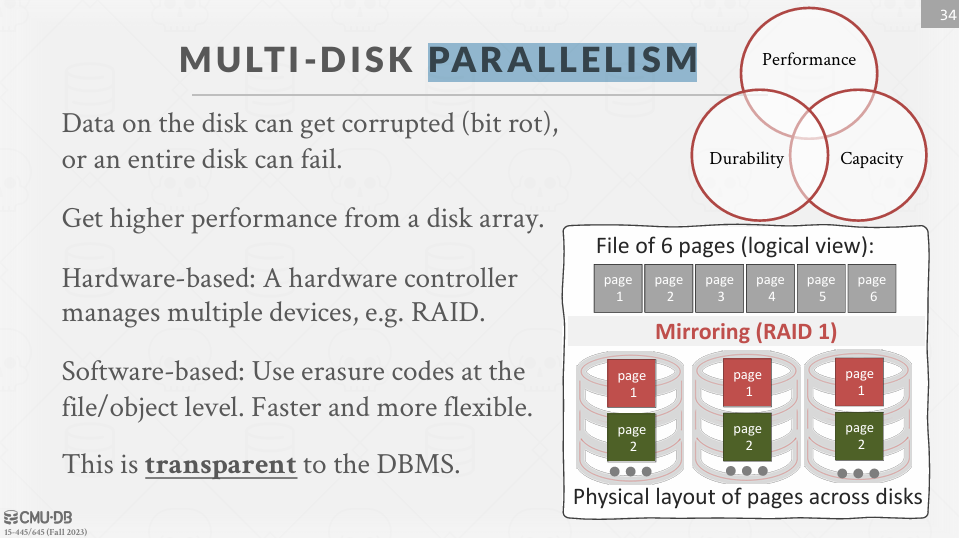 34
MULTI-DISK PARALLELISM
Data on the disk can get corrupted (bit rot),
or an entire disk can fail.
Get higher performance from a disk array.
Hardware-based: A hardware controller
manages multiple devices, e.g. RAID.
Software-based: Use erasure codes at the
file/object level. Faster and more flexible.
This is transparent to the DBMS.
Performance
Durability
Capacity
File of 6 pages (logical view):
page
1
page
2
page
3
page
4
page
5
page
6
Mirroring (RAID 1)
page
1
page
1
page
1
page
2
page
2
page
2
Physical layout of pages across disks
CMU·DB
15-445/645 (Fall 2023)